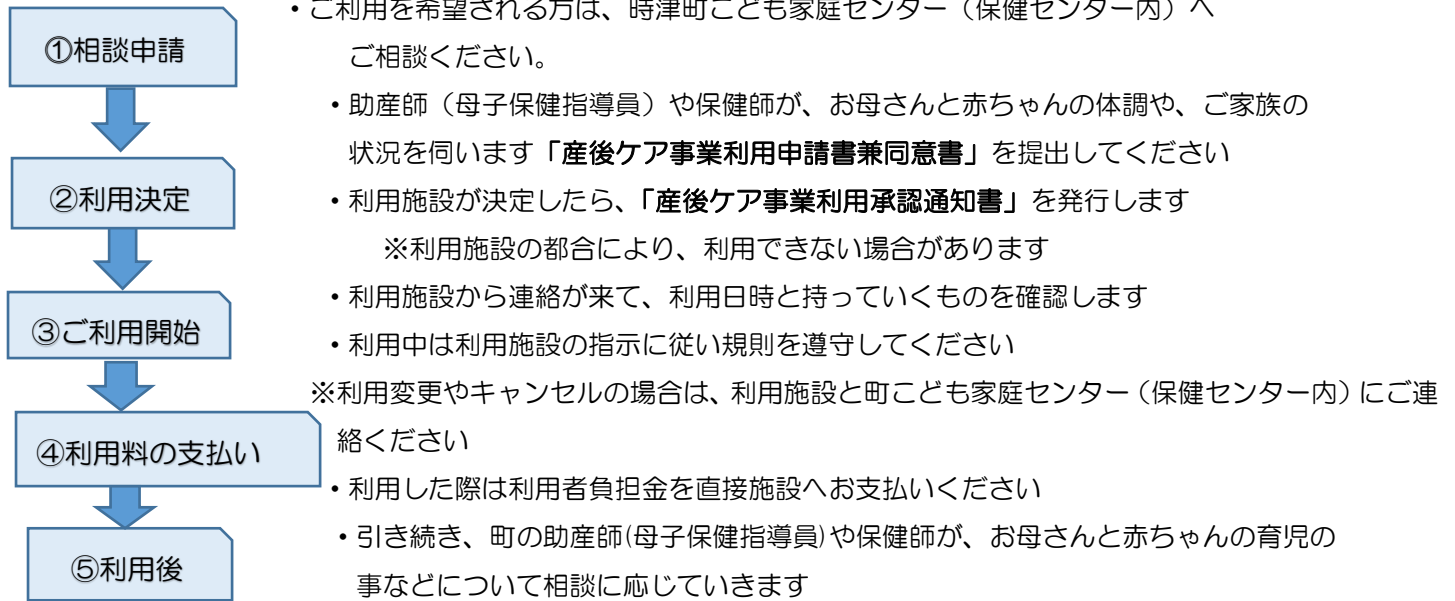 ・ご利用を希望される方は、時津町こども家庭センター（保健センター内）へ
①相談申請
ご相談ください。
・助産師（母子保健指導員）や保健師が、お母さんと赤ちゃんの体調や、ご家族の
状況を伺います「産後ケア事業利用申請書兼同意書」を提出してください
②利用決定
・利用施設が決定したら、「産後ケア事業利用承認通知書」を発行します
※利用施設の都合により、利用できない場合があります
・利用施設から連絡が来て、利用日時と持っていくものを確認します
③ご利用開始
・利用中は利用施設の指示に従い規則を遵守してください
※利用変更やキャンセルの場合は、利用施設と町こども家庭センター（保健センター内）にご連
絡ください
④利用料の支払い
・利用した際は利用者負担金を直接施設へお支払いください
・引き続き、町の助産師(母子保健指導員)や保健師が、お母さんと赤ちゃんの育児の
⑤利用後
事などについて相談に応じていきます